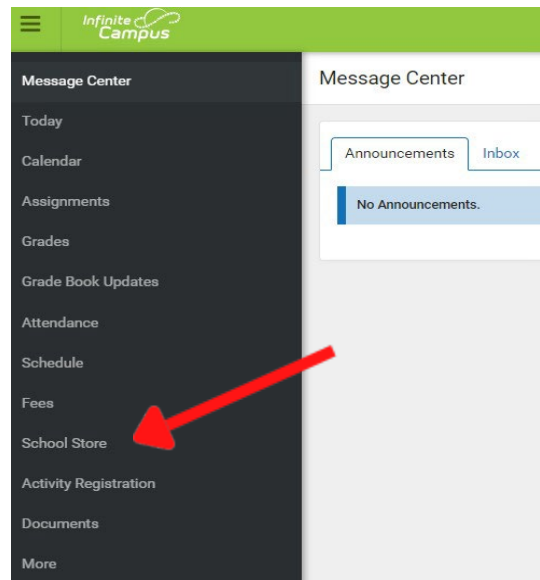 Infinite
Campus
Message Center
Today
Calendar
Assignments
Grades
Grade Book Updates
Attendance
Schedule
Fees
School Store
Activity Registration
Documents
More
Message Center
Announcements Inbox
No Announcements.